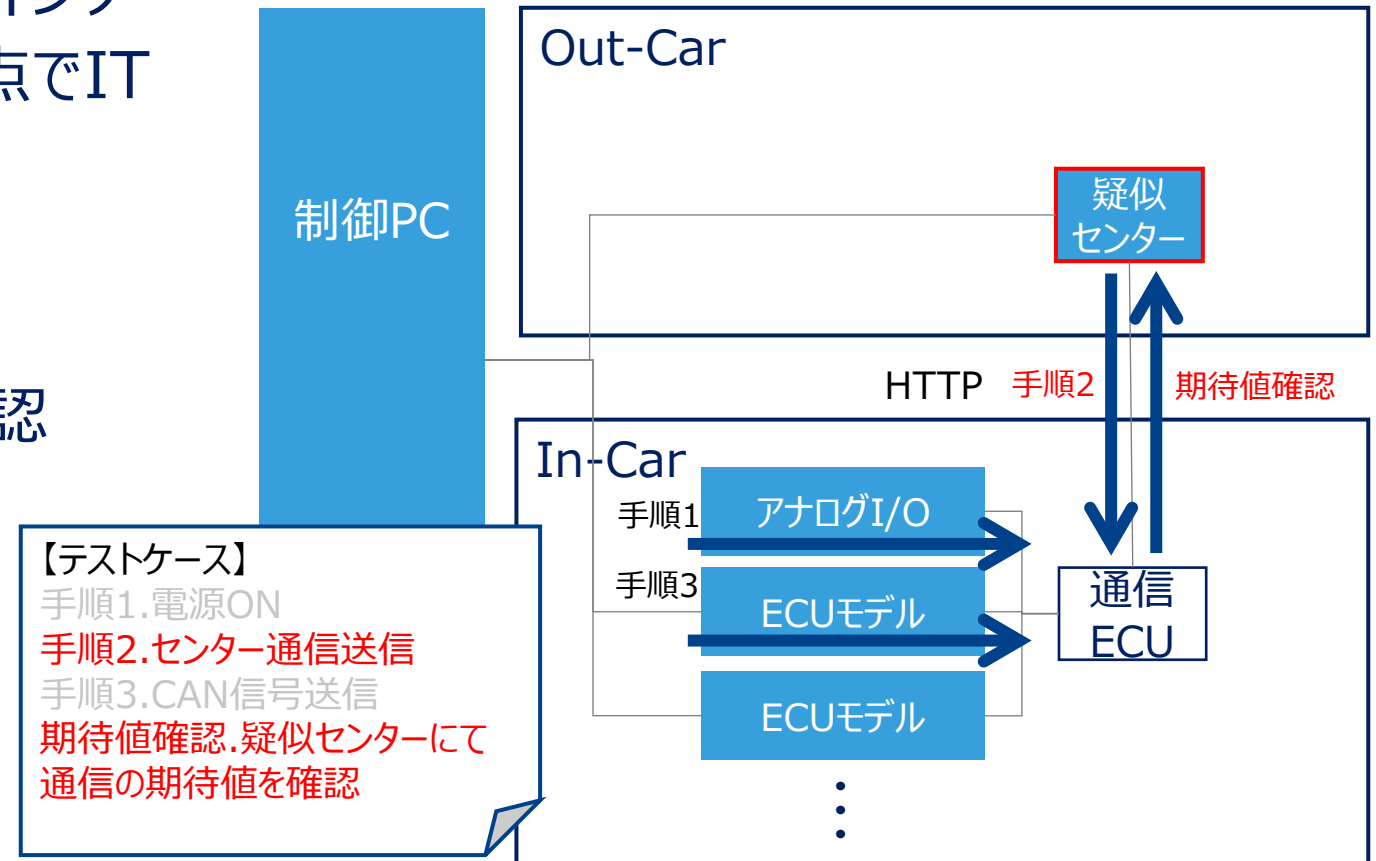 点でIT
認
制御PC
Out-Car
疑似
センター
HTTP
手順2
期待値確認
In-Car
手順1
アナログI/O
手順3
ECUモデル
ECUモデル
通信
ECU
【テストケース】
手順1.電源ON
手順2.センター通信送信
手順3.CAN信号送信
期待値確認.疑似センターにて
通信の期待値を確認